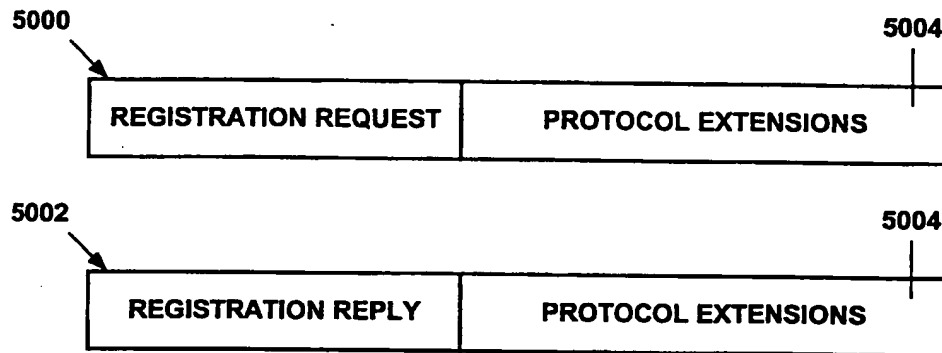 5000
5004
REGISTRATION REQUEST PROTOCOL EXTENSIONS
5002
5004
REGISTRATION REPLY PROTOCOL EXTENSIONS